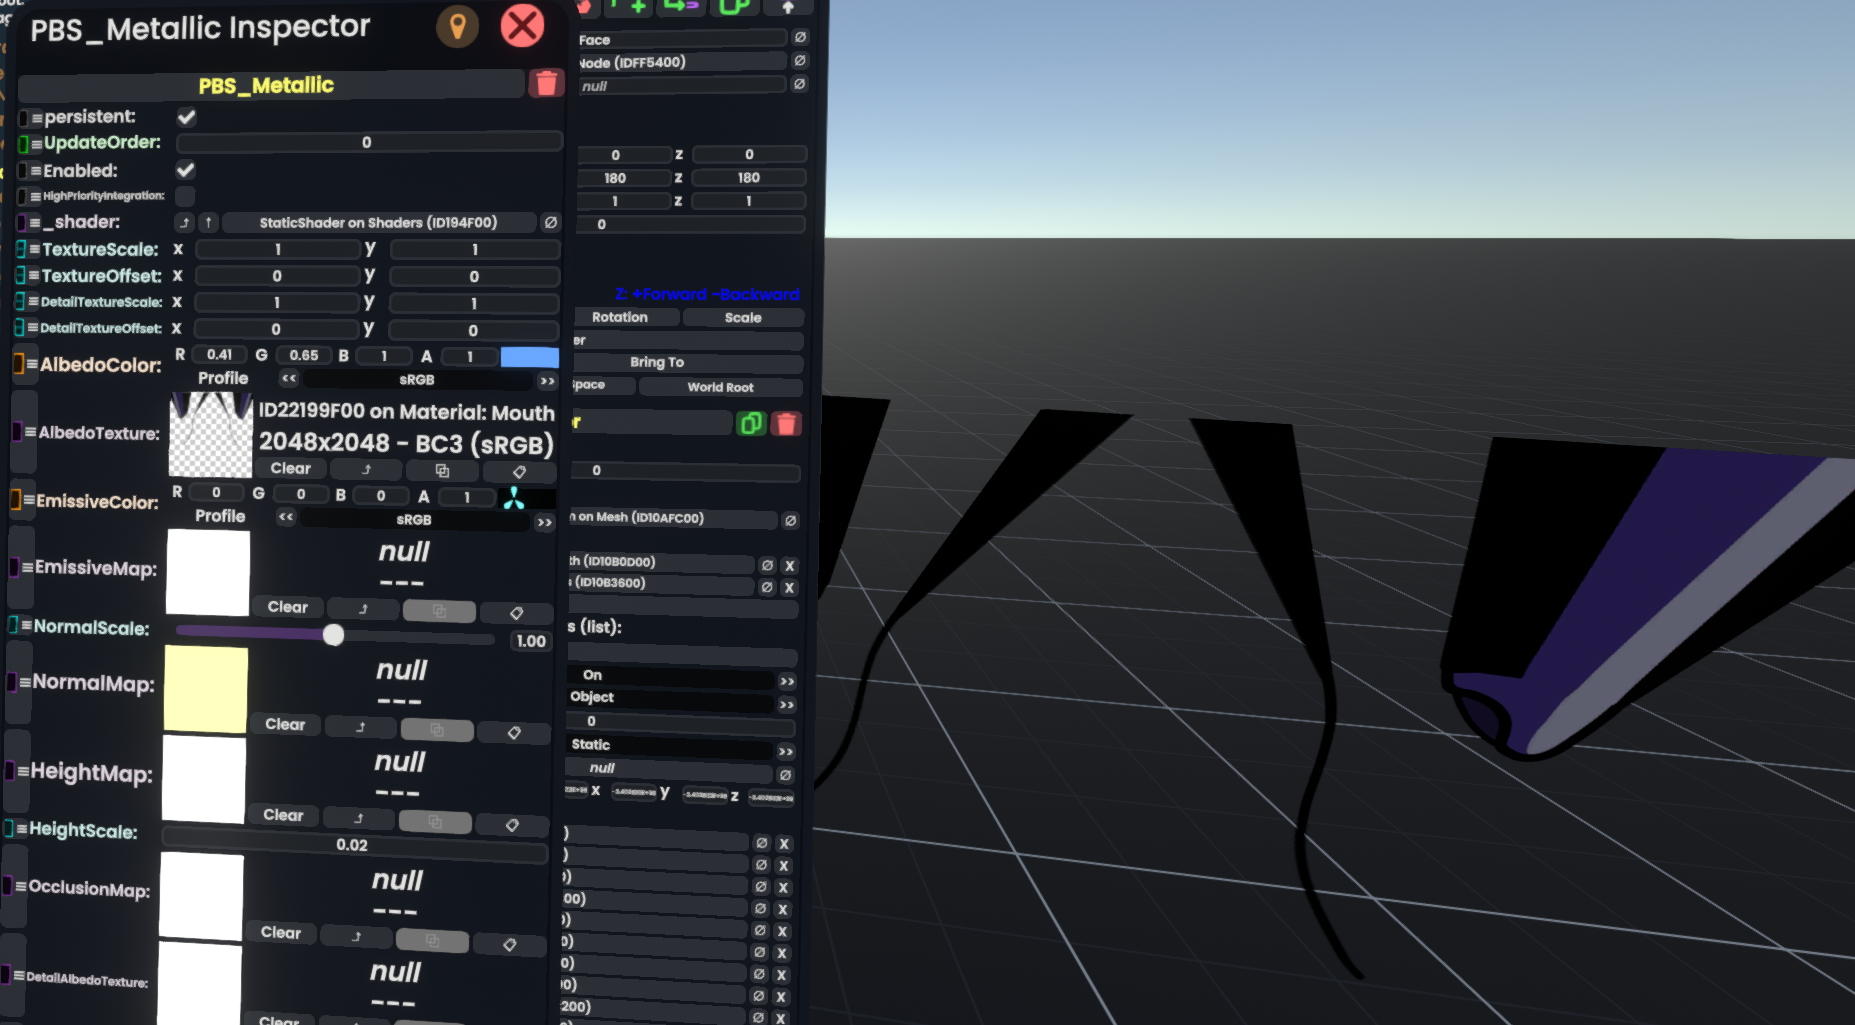 PBS_Metallic Inspector
PBS_Metallic
persistent:
UpdateOrder: 0
Enabled:
HighPriorityIntegration:
_shader: StaticShader on Shaders (ID194F00)
TextureScale: x 1 y 1
TextureOffset: x 0 y 0
DetailTextureScale: x 1 y 1
DetailTextureOffset: x 0 y 0
AlbedoColor: R 0.41 G 0.65 B 1 A 1
Profile << sRGB >>
AlbedoTexture: ID22199F00 on Material: Mouth
2048x2048 - BC3 (sRGB)
Clear
EmissiveColor: R 0 G 0 B 0 A 1
Profile << sRGB >>
EmissiveMap: null
---
Clear
NormalScale: 1.00
NormalMap: null
---
Clear
HeightMap: null
---
Clear
HeightScale: 0.02
OcclusionMap: null
---
Clear
DetailAlbedoTexture: null
---
Clear
Face
Node (IDFF5400)
null
0 z 0
180 z 180
1 z 1
0
Z: +Forward -Backward
Rotation Scale
er
Bring To
Space World Root
or
0
n on Mesh (ID10AFC00)
th (ID10B0D00) X
s (ID10B3600) X
s (list):
On >>
Object >>
0
Static >>
null
x y z
) X
) X
) X
00) X
) X
0) X
0) X
00) X
200) X
X